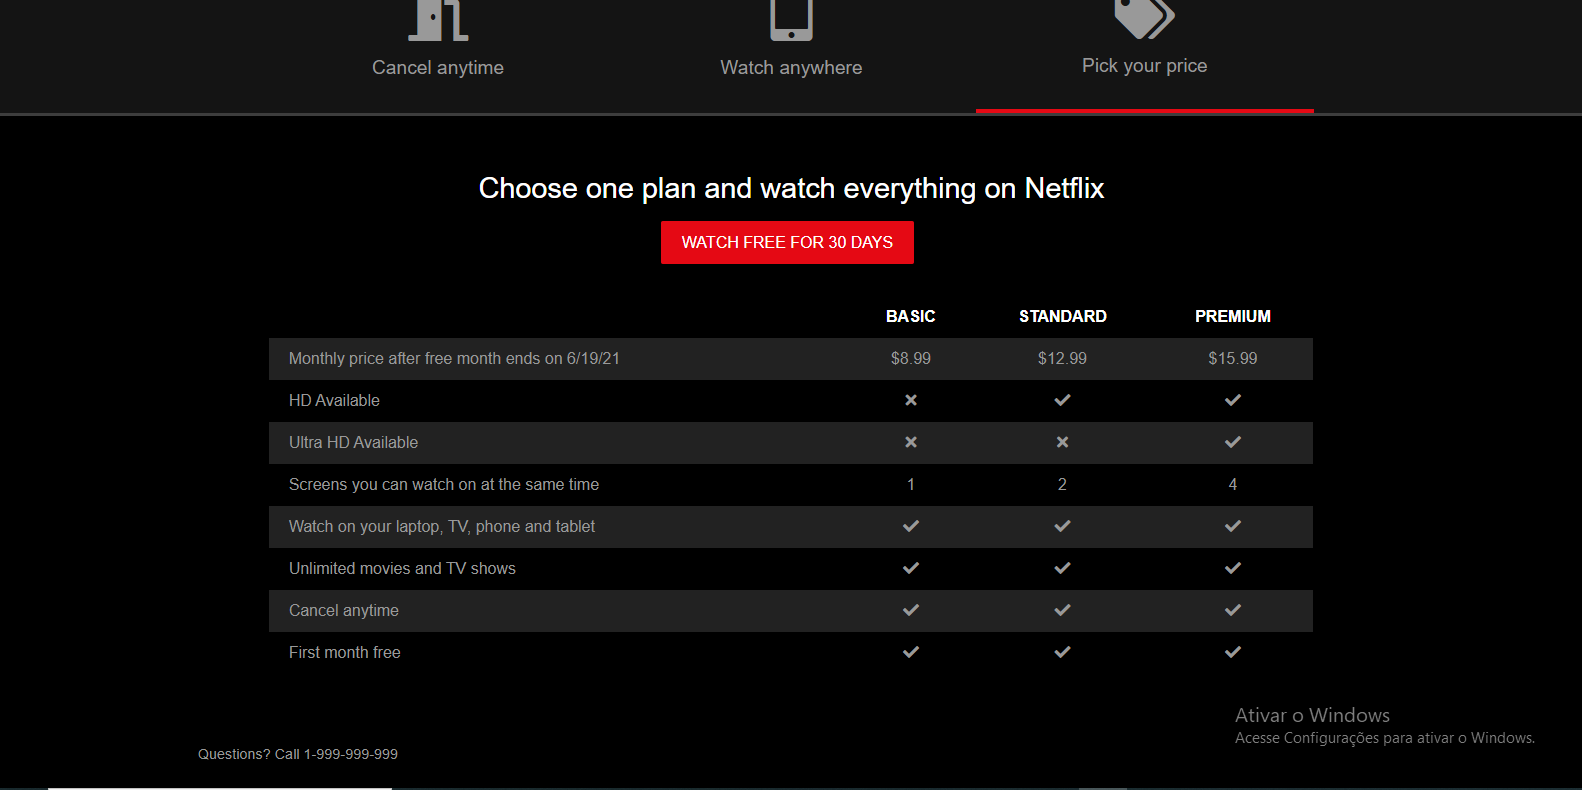 Cancel anytime
Watch anywhere
Pick your price
Choose one plan and watch everything on Netflix
WATCH FREE FOR 30 DAYS
BASIC STANDARD PREMIUM
Monthly price after free month ends on 6/19/21 $8.99 $12.99 $15.99
HD Available
Ultra HD Available
Screens you can watch on at the same time 1 2 4
Watch on your laptop, TV, phone and tablet
Unlimited movies and TV shows
Cancel anytime
First month free
Ativar o Windows
Acesse Configurações para ativar o Windows.
Questions? Call 1-999-999-999